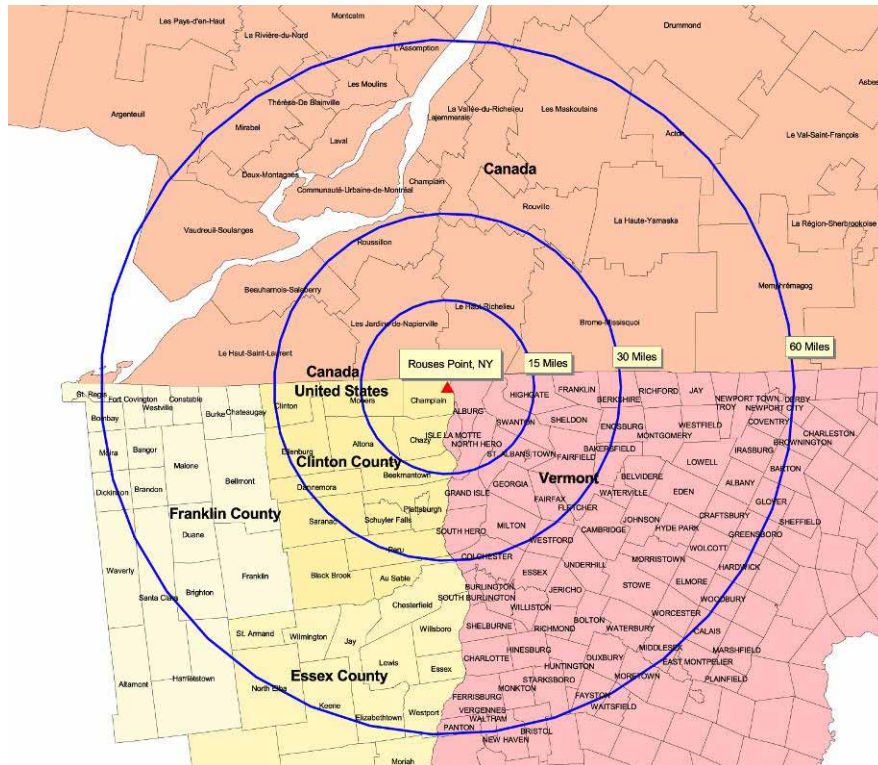 Les Pays-d'en-Haut
Montcalm
La Rivière-du-Nord
L'Assomption
Drummond
Argenteuil
Les Moulins
Thérèse-De Blainville
Mirabel
Laval
Deux-Montagnes
Communauté-Urbaine-de-Montréal
Lajemmerais
La Vallée-du-Richelieu
Les Maskoutains
Acton
Asbes
Le Val-Saint-François
Champlain
Canada
Rouville
La Haute-Yamaska
La Région-Sherbrookoise
Vaudreuil-Soulanges
Roussillon
Memphrémagog
Beauharnois-Salaberry
Le Haut-Richelieu
Les Jardins-de-Napierville
Brome-Missisquoi
Le Haut-Saint-Laurent
60 Miles
30 Miles
15 Miles
Rouses Point, NY
Canada
United States
St. Regis
Fort Covington
Westville
Constable
Burke
Chateaugay
Clinton
Mooers
Champlain
Bombay
Moira
Bangor
Malone
Bellmont
Ellenburg
Altona
Chazy
Clinton County
Beekmantown
Dickinson
Brandon
Dannemora
Plattsburgh
Franklin County
Duane
Saranac
Schuyler Falls
Peru
Waverly
Santa Clara
Brighton
Franklin
Black Brook
Au Sable
Chesterfield
St. Armand
Wilmington
Jay
Willsboro
Lewis
Essex
Altamont
Harrietstown
North Elba
Essex County
Keene
Elizabethtown
Westport
Moriah
ALBURG
ISLE LA MOTTE
NORTH HERO
HIGHGATE
FRANKLIN
BERKSHIRE
RICHFORD
JAY
NEWPORT TOWN
DERBY
TROY
NEWPORT CITY
SWANTON
SHELDON
ENOSBURG
MONTGOMERY
WESTFIELD
COVENTRY
CHARLESTON
BROWNINGTON
IRASBURG
ST. ALBANS TOWN
FAIRFIELD
BAKERSFIELD
LOWELL
BARTON
Vermont
BELVIDERE
GEORGIA
GRAND ISLE
FAIRFAX
WATERVILLE
EDEN
ALBANY
GLOVER
FLETCHER
CRAFTSBURY
SHEFFIELD
SOUTH HERO
MILTON
CAMBRIDGE
JOHNSON
HYDE PARK
GREENSBORO
WESTFORD
WOLCOTT
COLCHESTER
MORRISTOWN
HARDWICK
ESSEX
UNDERHILL
STOWE
ELMORE
BURLINGTON
SOUTH BURLINGTON
JERICHO
WOODBURY
WILLISTON
WORCESTER
SHELBURNE
RICHMOND
BOLTON
WATERBURY
CALAIS
HINESBURG
MIDDLESEX
MARSHFIELD
CHARLOTTE
DUXBURY
EAST MONTPELIER
HUNTINGTON
STARKSBORO
MORETOWN
PLAINFIELD
MONKTON
FERRISBURG
FAYSTON
VERGENNES
WAITSFIELD
WALTHAM
PANTON
BRISTOL
NEW HAVEN